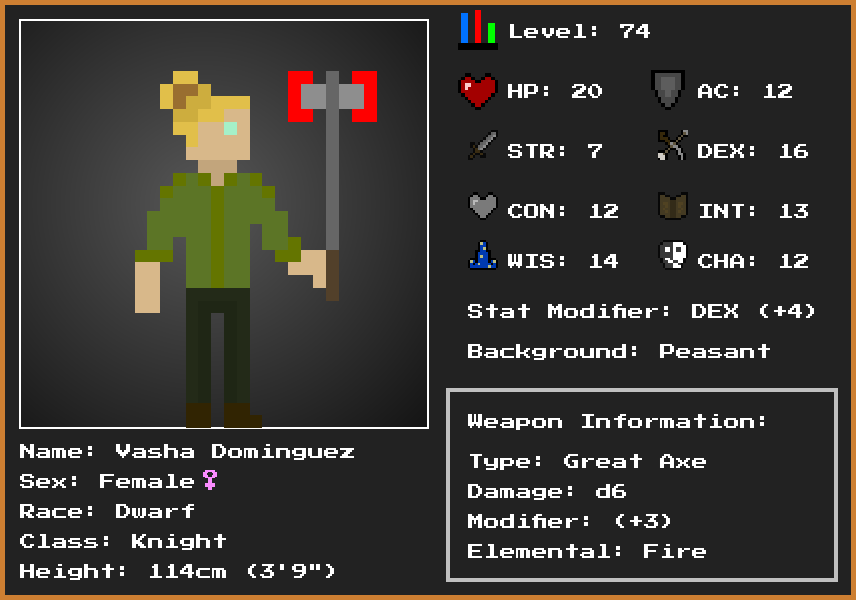 Level: 74
HP: 20 AC: 12
STR: 7 DEX: 16
CON: 12 INT: 13
WIS: 14 CHA: 12
Stat Modifier: DEX (+4)
Background: Peasant
Weapon Information:
Type: Great Axe
Damage: d6
Modifier: (+3)
Elemental: Fire
Name: Vasha Dominguez
Sex: Female♀
Race: Dwarf
Class: Knight
Height: 114cm (3'9")